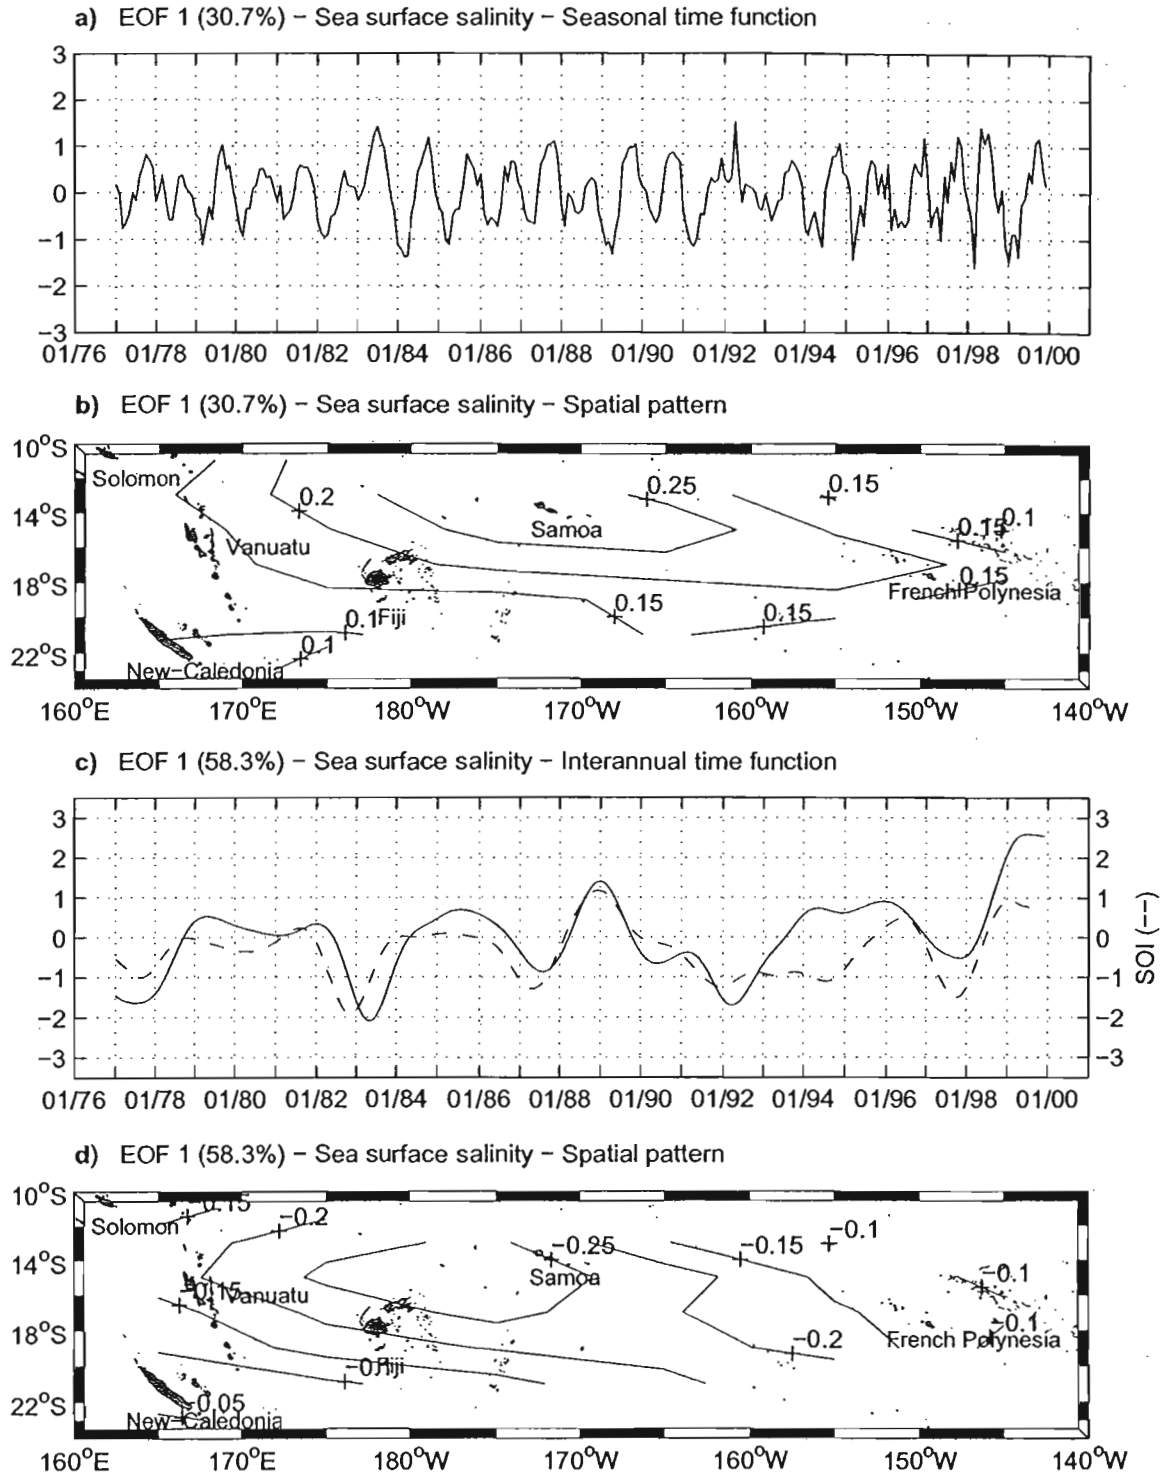 a) EOF 1 (30.7%) − Sea surface salinity − Seasonal time function
3
2
1
0
−1
−2
−3
01/76 01/78 01/80 01/82 01/84 01/86 01/88 01/90 01/92 01/94 01/96 01/98 01/00
b) EOF 1 (30.7%) − Sea surface salinity − Spatial pattern
10°S
Solomon
0.2
0.25
0.15
14°S
Samoa
0.15
0.1
Vanuatu
18°S
0.15
French Polynesia
0.15
0.1
Fiji
0.15
0.1
22°S
New−Caledonia
160°E 170°E 180°W 170°W 160°W 150°W 140°W
c) EOF 1 (58.3%) − Sea surface salinity − Interannual time function
3 3
2 2
1 1
0 0
−1 −1
−2 −2
−3 −3
SOI (−−)
01/76 01/78 01/80 01/82 01/84 01/86 01/88 01/90 01/92 01/94 01/96 01/98 01/00
d) EOF 1 (58.3%) − Sea surface salinity − Spatial pattern
10°S
0.15
Solomon
−0.2
−0.25
−0.15
−0.1
14°S
Samoa
−0.1
−0.15
Vanuatu
18°S
−0.1
−0.2
French Polynesia
Fiji
22°S
−0.05
New−Caledonia
160°E 170°E 180°W 170°W 160°W 150°W 140°W